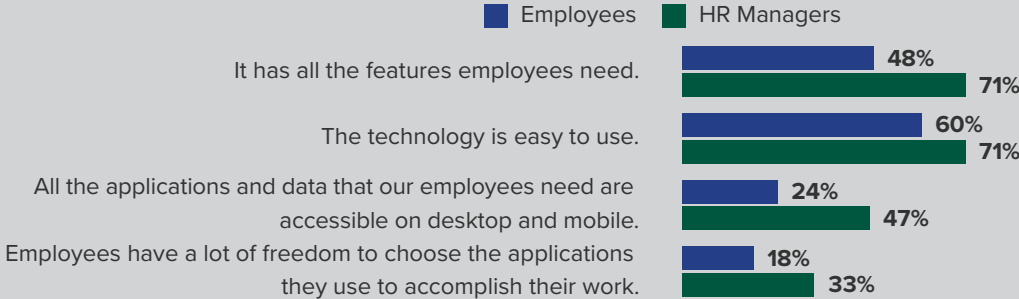 Employees HR Managers
It has all the features employees need.
48%
71%
The technology is easy to use.
60%
71%
All the applications and data that our employees need are
accessible on desktop and mobile.
24%
47%
Employees have a lot of freedom to choose the applications
they use to accomplish their work.
18%
33%